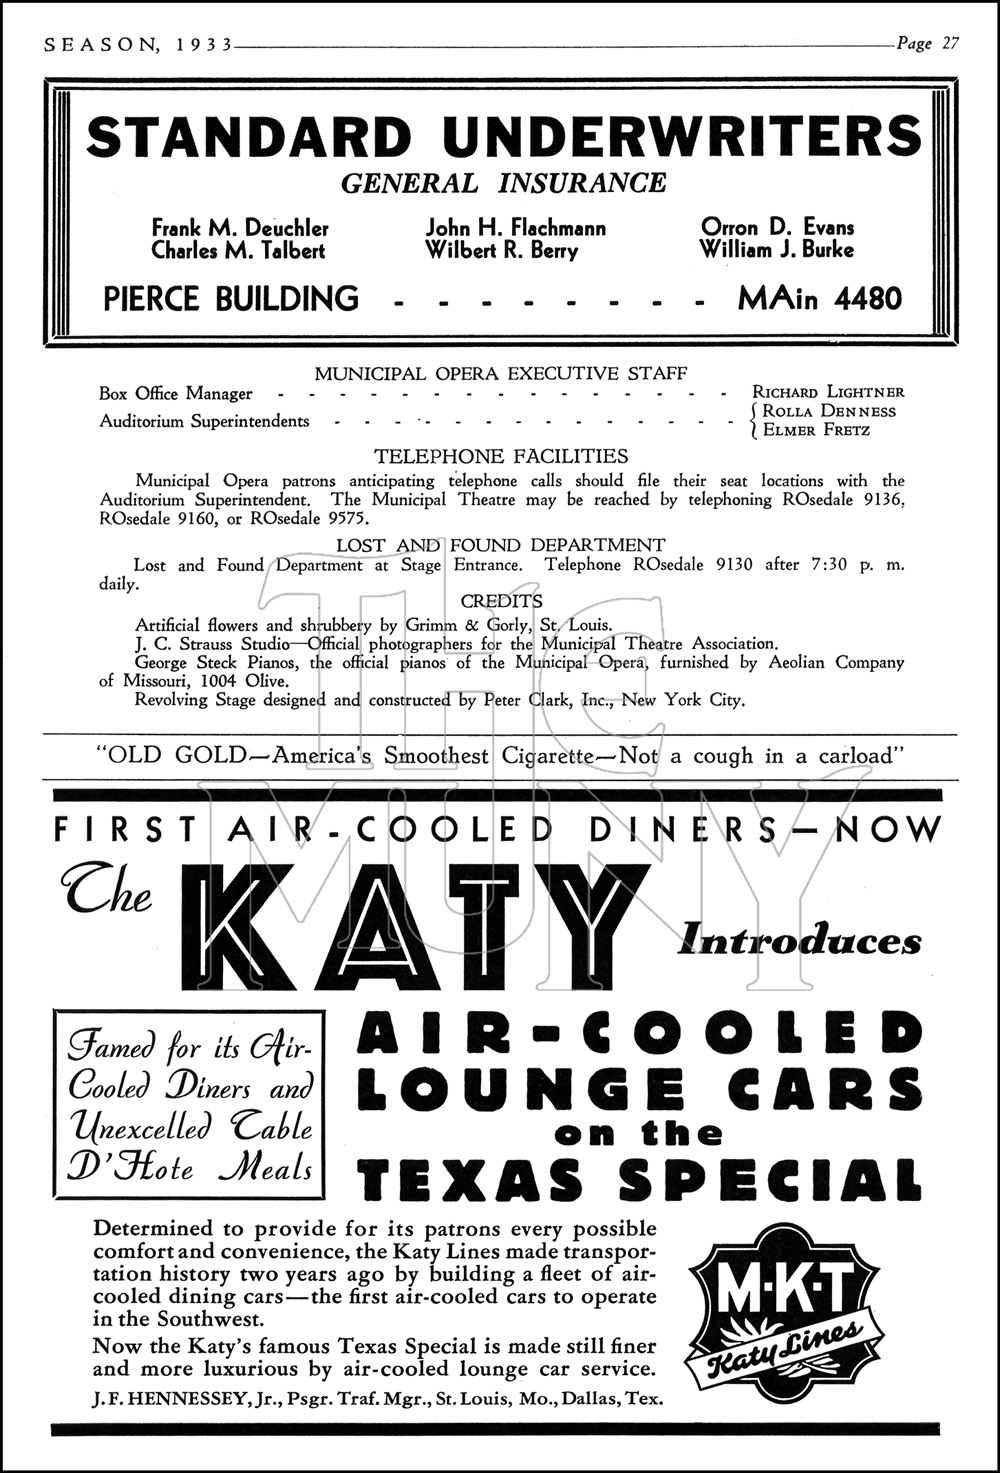 SEASON, 1933 Page 27
STANDARD UNDERWRITERS
GENERAL INSURANCE
Frank M. Deuchler John H. Flachmann Orron D. Evans
Charles M. Talbert Wilbert R. Berry William J. Burke
PIERCE BUILDING - - - - - - - - MAin 4480
MUNICIPAL OPERA EXECUTIVE STAFF
Box Office Manager - - - - - - - - - - - - - - - RICHARD LIGHTNER
Auditorium Superintendents - - - - - - - - - - - - - - { ROLLA DENNESS
ELMER FRETZ
TELEPHONE FACILITIES
Municipal Opera patrons anticipating telephone calls should file their seat locations with the
Auditorium Superintendent. The Municipal Theatre may be reached by telephoning ROsedale 9136,
ROsedale 9160, or ROsedale 9575.
LOST AND FOUND DEPARTMENT
Lost and Found Department at Stage Entrance. Telephone ROsedale 9130 after 7:30 p. m.
daily.
CREDITS
Artificial flowers and shrubbery by Grimm & Gorly, St. Louis.
J. C. Strauss Studio—Official photographers for the Municipal Theatre Association.
George Steck Pianos, the official pianos of the Municipal Opera, furnished by Aeolian Company
of Missouri, 1004 Olive.
Revolving Stage designed and constructed by Peter Clark, Inc., New York City.
"OLD GOLD—America's Smoothest Cigarette—Not a cough in a carload"
The
MUNY
FIRST AIR-COOLED DINERS—NOW
The KATY Introduces
Famed for its Air-
Cooled Diners and
Unexcelled Table
D'Hote Meals
AIR-COOLED
LOUNGE CARS
on the
TEXAS SPECIAL
Determined to provide for its patrons every possible
comfort and convenience, the Katy Lines made transpor-
tation history two years ago by building a fleet of air-
cooled dining cars—the first air-cooled cars to operate
in the Southwest.
Now the Katy's famous Texas Special is made still finer
and more luxurious by air-cooled lounge car service.
J. F. HENNESSEY, Jr., Psgr. Traf. Mgr., St. Louis, Mo., Dallas, Tex.
M·K·T
Katy Lines